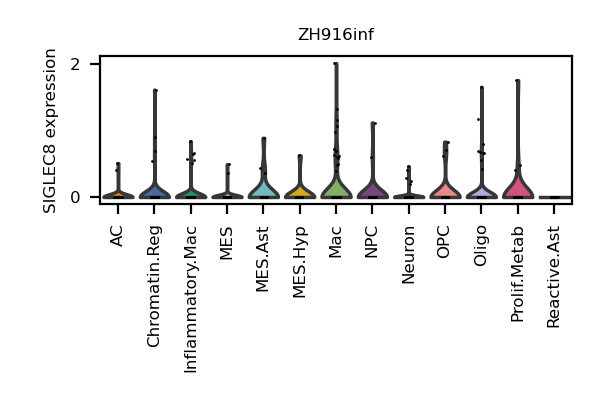 ZH916inf
SIGLEC8 expression
2
0
AC
Chromatin.Reg
Inflammatory.Mac
MES
MES.Ast
MES.Hyp
Mac
NPC
Neuron
OPC
Oligo
Prolif.Metab
Reactive.Ast